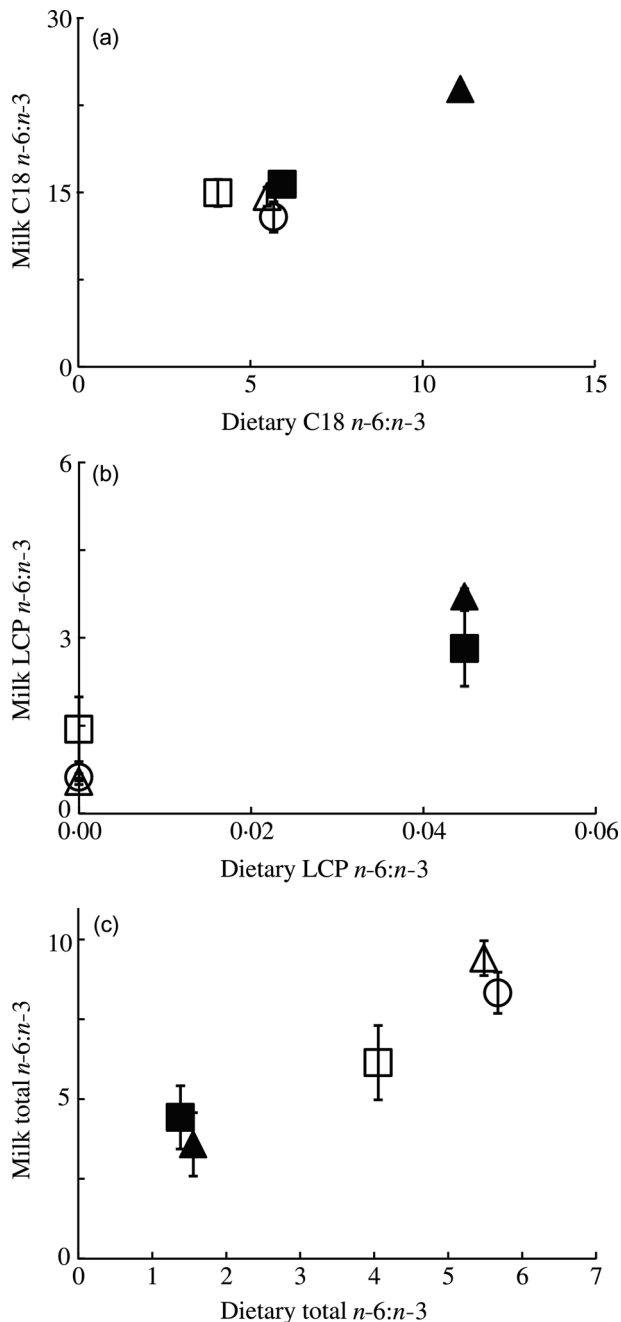 (a)
30
15
0
Milk C18 n-6:n-3
0 5 10 15
Dietary C18 n-6:n-3
(b)
6
3
0
Milk LCP n-6:n-3
0·00 0·02 0·04 0·06
Dietary LCP n-6:n-3
(c)
10
5
0
Milk total n-6:n-3
0 1 2 3 4 5 6 7
Dietary total n-6:n-3